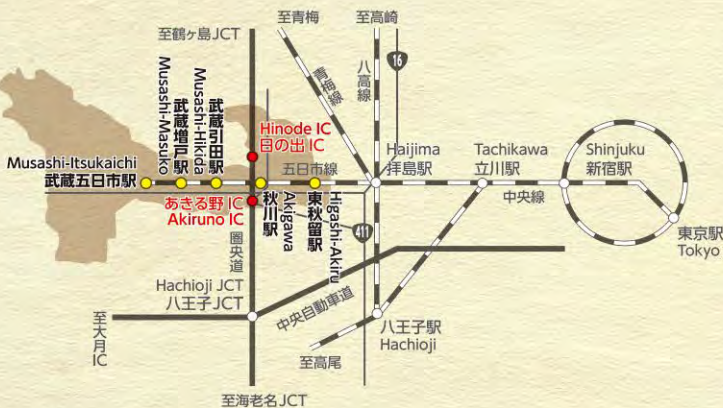 至青梅
至高崎
至鶴ヶ島JCT
16
青梅線
八高線
Musashi-Itsukaichi
武蔵五日市駅
武蔵増戸駅
Musashi-Masuko
武蔵引田駅
Musashi-Hikida
Hinode IC
日の出 IC
五日市線
Haijima
拝島駅
Tachikawa
立川駅
Shinjuku
新宿駅
中央線
東京駅
Tokyo
あきる野 IC
Akiruno IC
秋川駅
Akigawa
東秋留駅
Higashi-Akiru
411
圏央道
Hachioji JCT
八王子JCT
中央自動車道
八王子駅
Hachioji
至大月IC
至高尾
至海老名JCT